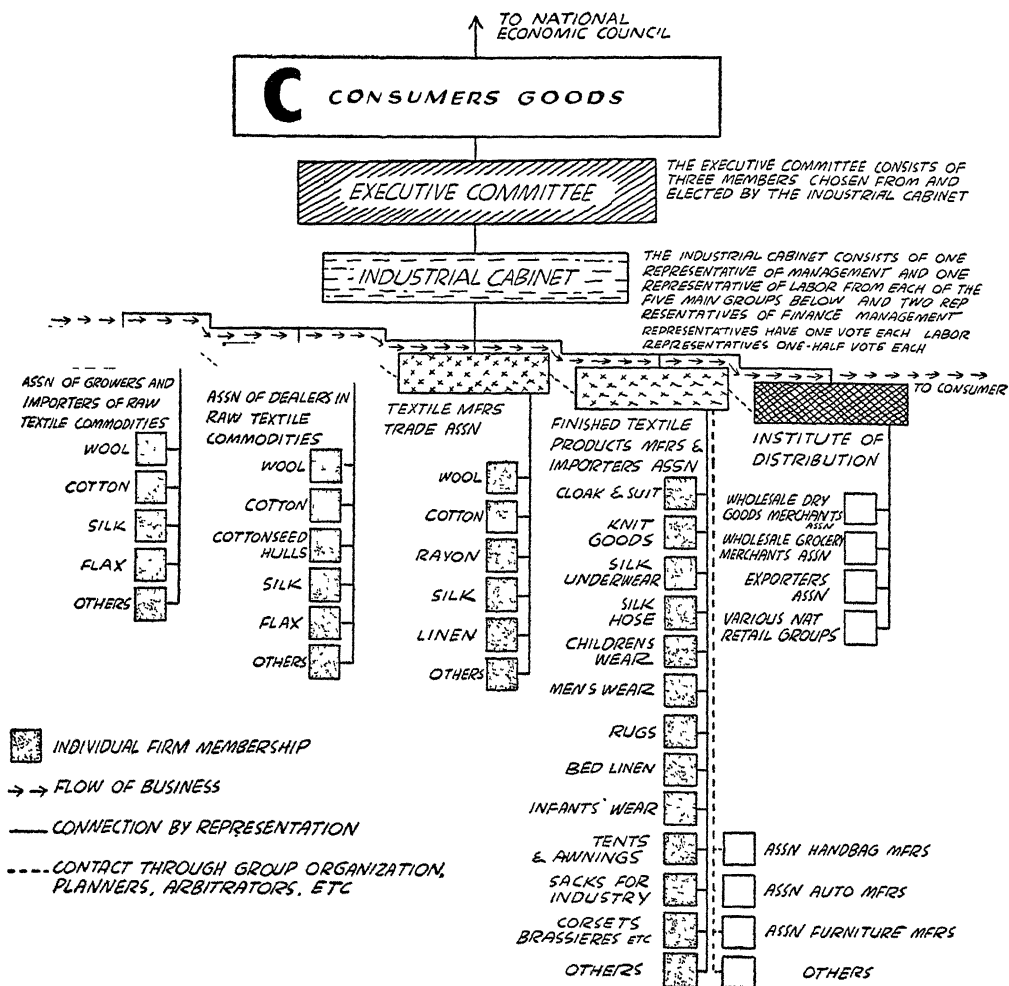 TO NATIONAL
ECONOMIC COUNCIL
C CONSUMERS GOODS
EXECUTIVE COMMITTEE
THE EXECUTIVE COMMITTEE CONSISTS OF
THREE MEMBERS CHOSEN FROM AND
ELECTED BY THE INDUSTRIAL CABINET
INDUSTRIAL CABINET
THE INDUSTRIAL CABINET CONSISTS OF ONE
REPRESENTATIVE OF MANAGEMENT AND ONE
REPRESENTATIVE OF LABOR FROM EACH OF THE
FIVE MAIN GROUPS BELOW AND TWO REP
RESENTATIVES OF FINANCE MANAGEMENT
REPRESENTATIVES HAVE ONE VOTE EACH LABOR
REPRESENTATIVES ONE-HALF VOTE EACH
TO CONSUMER
ASSN OF GROWERS AND
IMPORTERS OF RAW
TEXTILE COMMODITIES
WOOL
COTTON
SILK
FLAX
OTHERS
ASSN OF DEALERS IN
RAW TEXTILE
COMMODITIES
WOOL
COTTON
COTTONSEED
HULLS
SILK
FLAX
OTHERS
TEXTILE MFRS
TRADE ASSN
WOOL
COTTON
RAYON
SILK
LINEN
OTHERS
FINISHED TEXTILE
PRODUCTS MFRS &
IMPORTERS ASSN
CLOAK & SUIT
KNIT
GOODS
SILK
UNDERWEAR
SILK
HOSE
CHILDRENS
WEAR
MENS WEAR
RUGS
BED LINEN
INFANTS' WEAR
TENTS
& AWNINGS
SACKS FOR
INDUSTRY
CORSETS
BRASSIERES ETC
OTHERS
ASSN HANDBAG MFRS
ASSN AUTO MFRS
ASSN FURNITURE MFRS
OTHERS
INSTITUTE OF
DISTRIBUTION
WHOLESALE DRY
GOODS MERCHANTS
ASSN
WHOLESALE GROCERY
MERCHANTS ASSN
EXPORTERS
ASSN
VARIOUS NAT
RETAIL GROUPS
INDIVIDUAL FIRM MEMBERSHIP
FLOW OF BUSINESS
CONNECTION BY REPRESENTATION
CONTACT THROUGH GROUP ORGANIZATION,
PLANNERS, ARBITRATORS, ETC